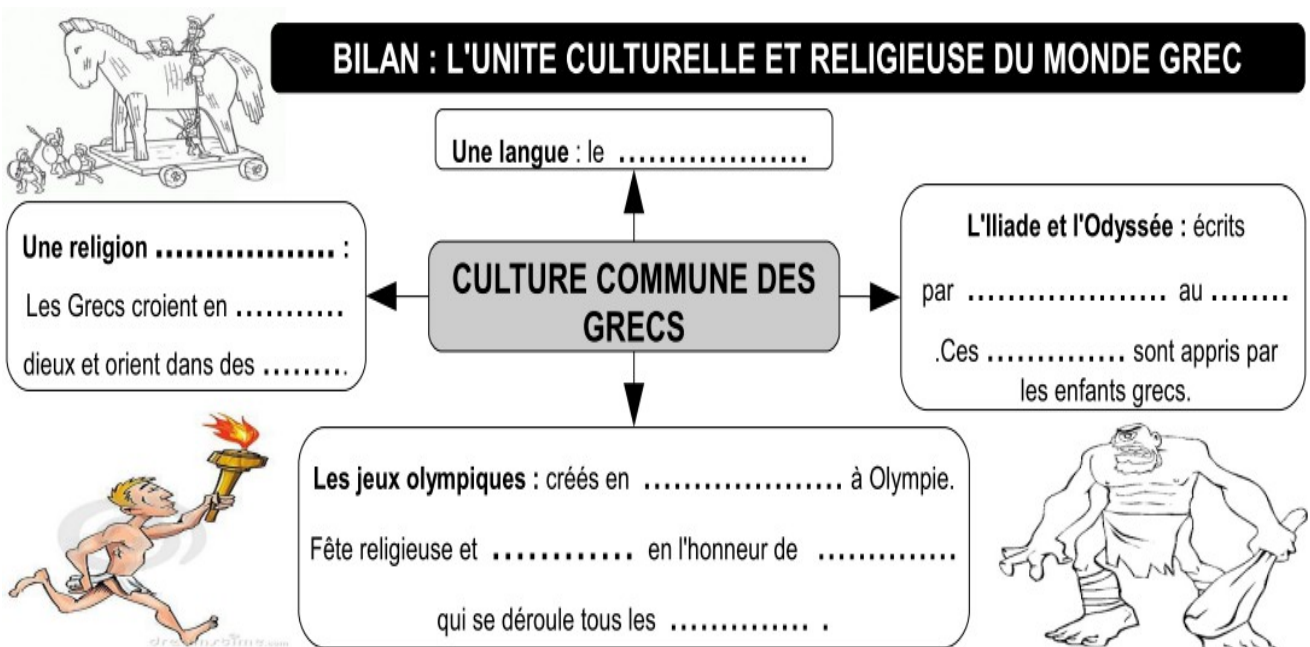 BILAN : L'UNITE CULTURELLE ET RELIGIEUSE DU MONDE GREC
Une langue : le ...................
Une religion .................. :
Les Grecs croient en ...........
dieux et orient dans des .........
CULTURE COMMUNE DES
GRECS
L'Iliade et l'Odyssée : écrits
par .................... au ........
.Ces .............. sont appris par
les enfants grecs.
Les jeux olympiques : créés en .................... à Olympie.
Fête religieuse et ............. en l'honneur de ..............
qui se déroule tous les .............. .
dreamstime.com